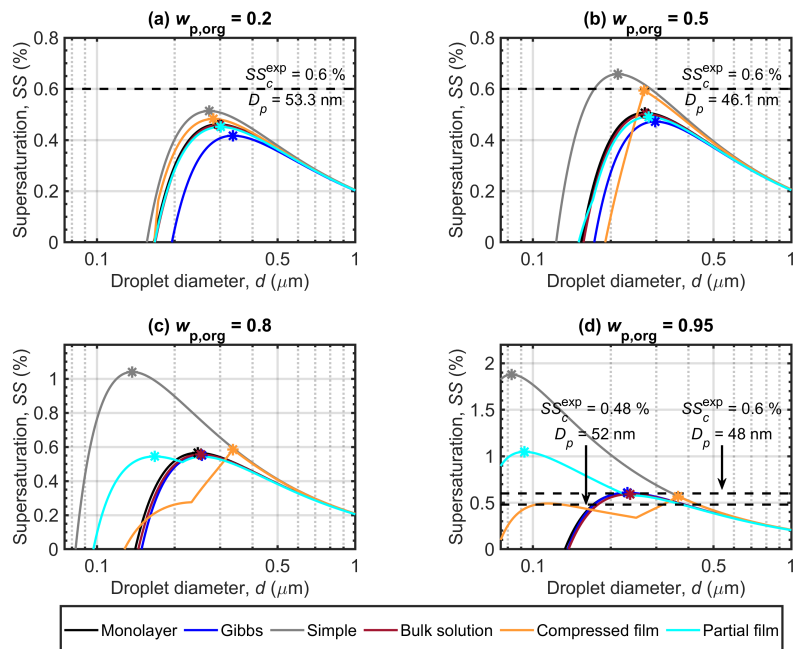 (a) w_p,org = 0.2
Supersaturation, SS (%)
0.8
0.6
0.4
0.2
0
SS_c^exp = 0.6 %
D_p = 53.3 nm
0.1 0.5 1
Droplet diameter, d (μm)
(b) w_p,org = 0.5
Supersaturation, SS (%)
0.8
0.6
0.4
0.2
0
SS_c^exp = 0.6 %
D_p = 46.1 nm
0.1 0.5 1
Droplet diameter, d (μm)
(c) w_p,org = 0.8
Supersaturation, SS (%)
1
0.8
0.6
0.4
0.2
0
0.1 0.5 1
Droplet diameter, d (μm)
(d) w_p,org = 0.95
Supersaturation, SS (%)
2
1.5
1
0.5
0
SS_c^exp = 0.48 %
D_p = 52 nm
SS_c^exp = 0.6 %
D_p = 48 nm
0.1 0.5 1
Droplet diameter, d (μm)
Monolayer Gibbs Simple Bulk solution Compressed film Partial film